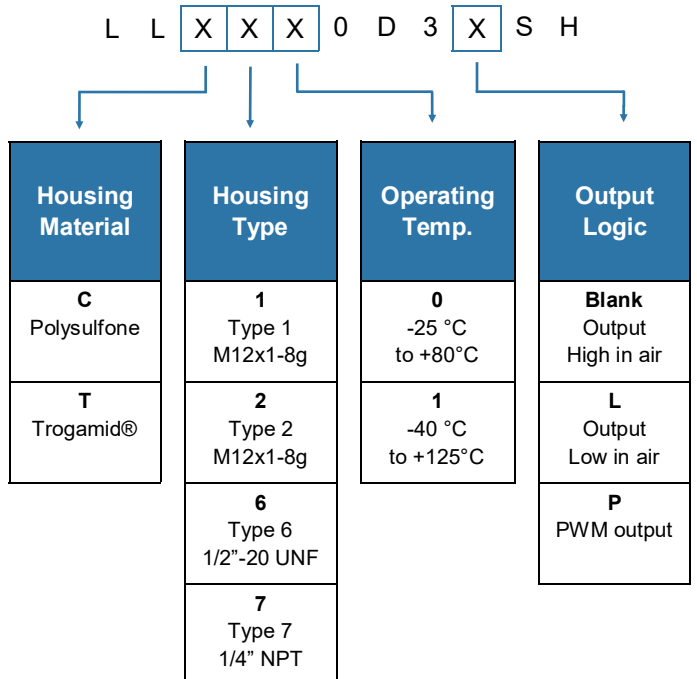 L L X X X 0 D 3 X S H
Housing
Material
C
Polysulfone
T
Trogamid®
Housing
Type
1
Type 1
M12x1-8g
2
Type 2
M12x1-8g
6
Type 6
1/2”-20 UNF
7
Type 7
1/4” NPT
Operating
Temp.
0
-25 °C
to +80°C
1
-40 °C
to +125°C
Output
Logic
Blank
Output
High in air
L
Output
Low in air
P
PWM output